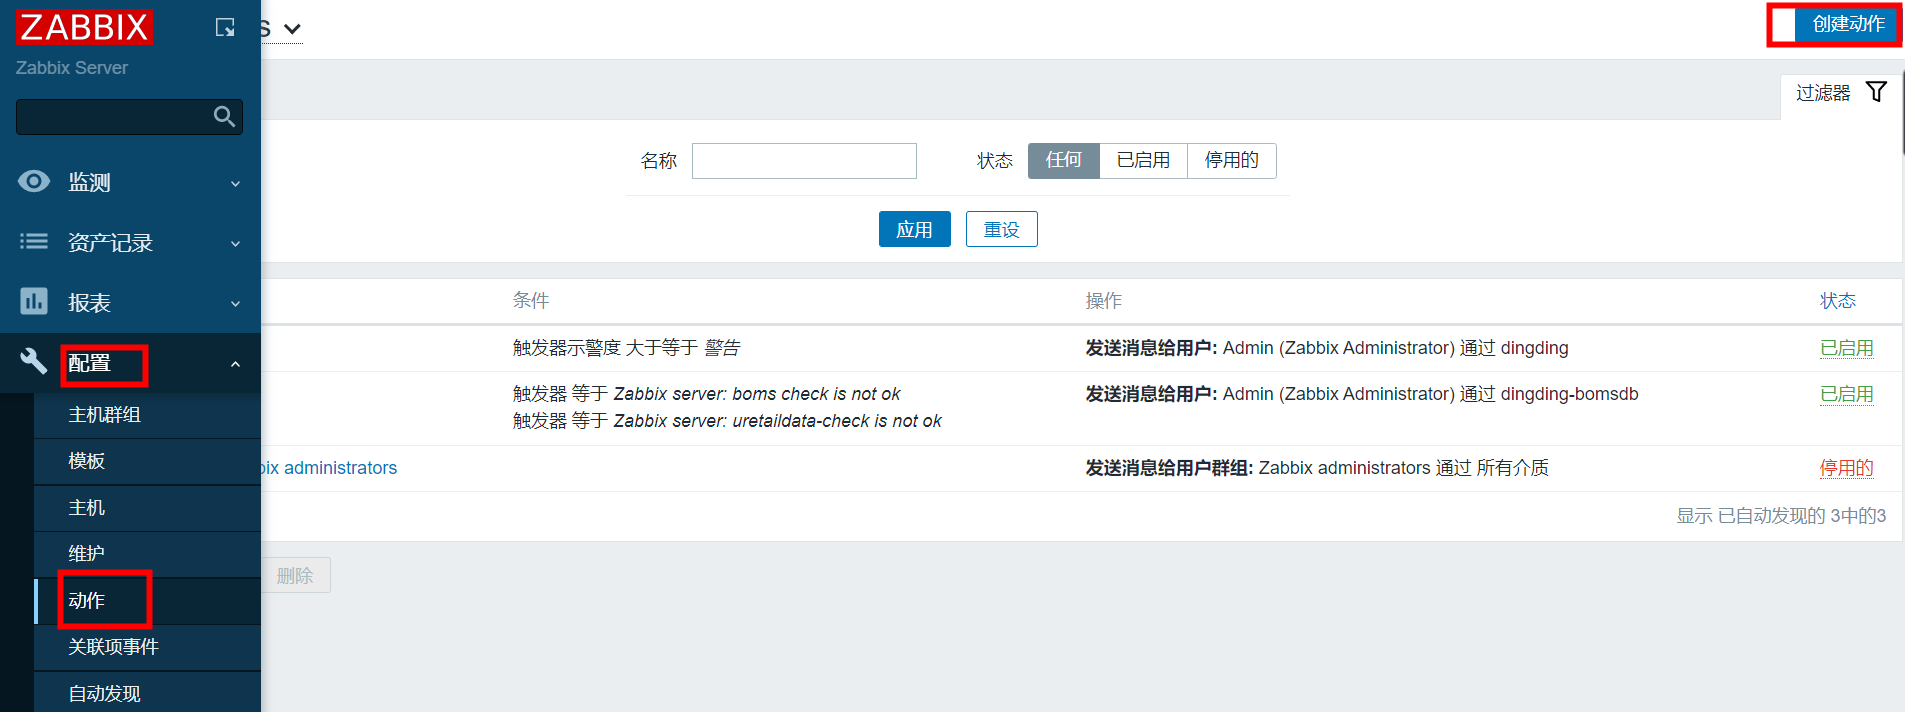 ZABBIX
S
创建动作
Zabbix Server
过滤器
名称
状态 任何 已启用 停用的
应用 重设
监测
资产记录
报表
配置
主机群组
模板
主机
维护
动作
关联项事件
自动发现
条件 操作 状态
触发器示警度 大于等于 警告 发送消息给用户: Admin (Zabbix Administrator) 通过 dingding 已启用
触发器 等于 Zabbix server: boms check is not ok 发送消息给用户: Admin (Zabbix Administrator) 通过 dingding-bomsdb 已启用
触发器 等于 Zabbix server: uretaildata-check is not ok
bix administrators 发送消息给用户群组: Zabbix administrators 通过 所有介质 停用的
显示 已自动发现的 3中的3
删除